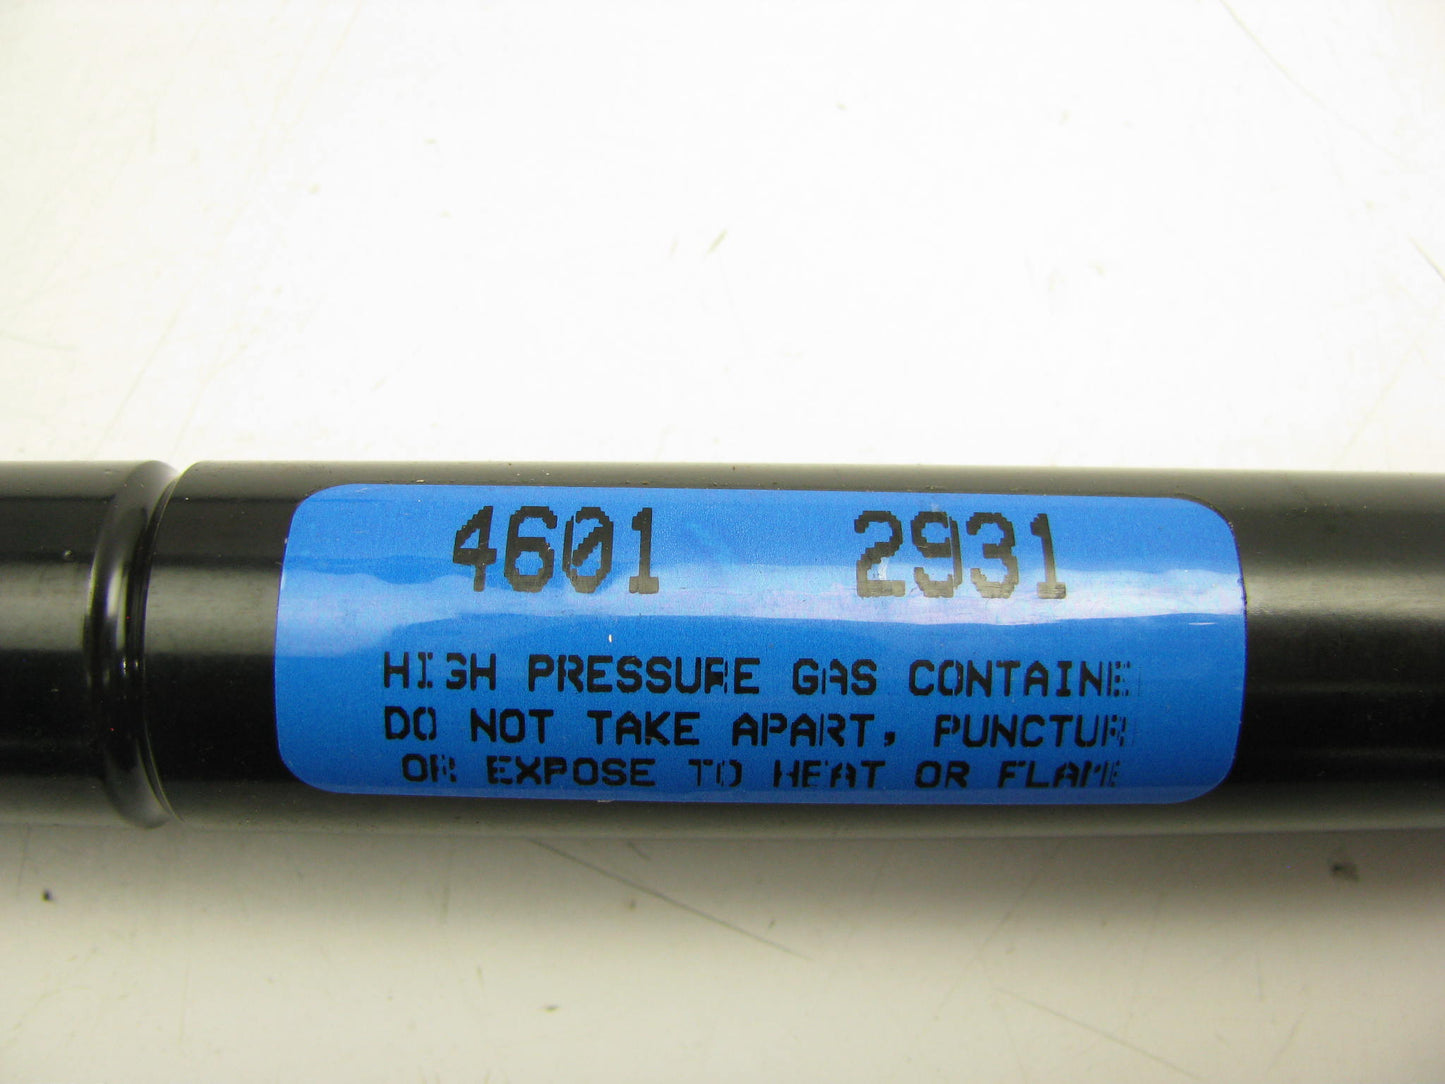 4601 2931
HIGH PRESSURE GAS CONTAINE
DO NOT TAKE APART, PUNCTUR
OR EXPOSE TO HEAT OR FLAME